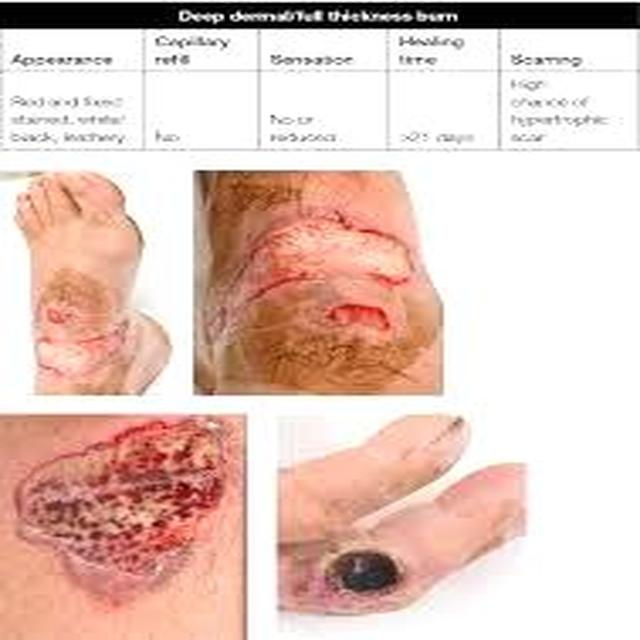 Deep dermal/full thickness burn
Appearance
Capillary
refill
Sensation
Healing
time
Scarring
Red and fixed
stained, white/
black, leathery
No
No or
reduced
>21 days
High
chance of
hypertrophic
scar